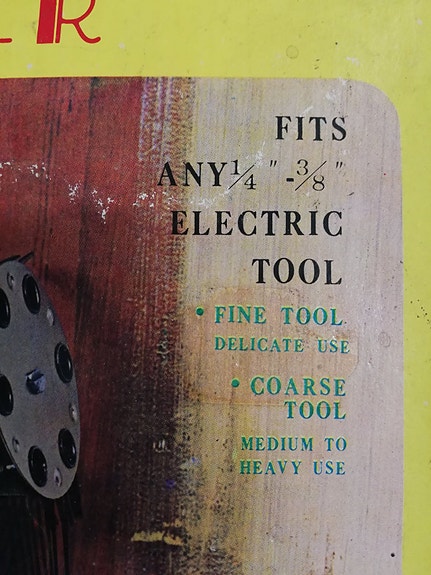 R
FITS
ANY 1/4" - 3/8"
ELECTRIC
TOOL
• FINE TOOL
DELICATE USE
• COARSE
TOOL
MEDIUM TO
HEAVY USE